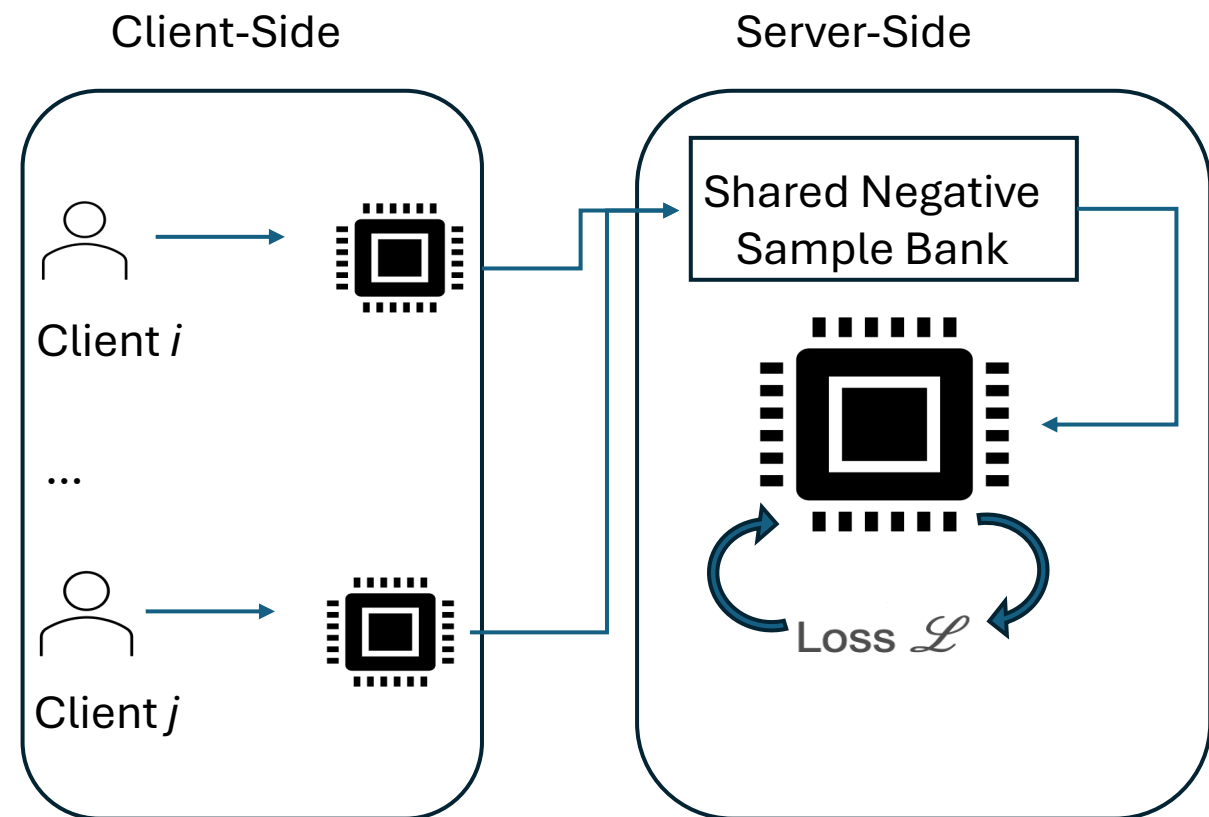 Client-Side
Server-Side
Shared Negative
Sample Bank
Client i
...
Loss ℒ
Client j